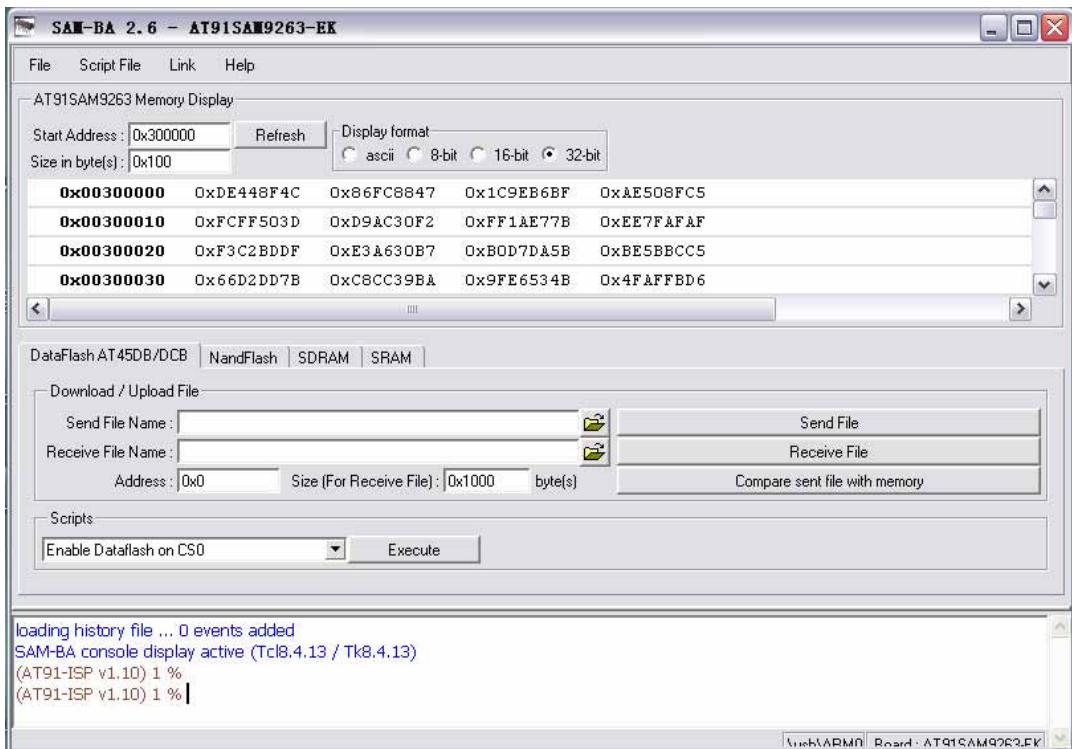 SAM-BA 2.6 - AT91SAM9263-EK
File Script File Link Help
AT91SAM9263 Memory Display
Start Address : 0x300000 Refresh
Size in byte(s) : 0x100
Display format
ascii 8-bit 16-bit 32-bit
0x00300000 0xDE448F4C 0x86FC8847 0x1C9EB6BF 0xAE508FC5
0x00300010 0xFCFF503D 0xD9AC30F2 0xFF1AE77B 0xEE7FAFAF
0x00300020 0xF3C2BDDF 0xE3A630B7 0xB0D7DA5B 0xBE5BBCC5
0x00300030 0x66D2DD7B 0xC8CC39BA 0x9FE6534B 0x4FAFFBD6
DataFlash AT45DB/DCB NandFlash SDRAM SRAM
Download / Upload File
Send File Name : Send File
Receive File Name : Receive File
Address : 0x0 Size (For Receive File) : 0x1000 byte(s) Compare sent file with memory
Scripts
Enable Dataflash on CS0 Execute
loading history file ... 0 events added
SAM-BA console display active (Tcl8.4.13 / Tk8.4.13)
(AT91-ISP v1.10) 1 %
(AT91-ISP v1.10) 1 %
\usb\ARM0 Board : AT91SAM9263-EK